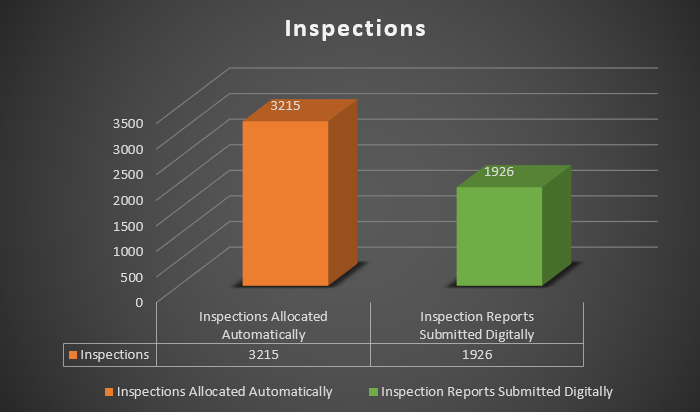 Inspections
3215
1926
3500
3000
2500
2000
1500
1000
500
0
Inspections Allocated
Automatically
Inspection Reports
Submitted Digitally
Inspections 3215 1926
Inspections Allocated Automatically Inspection Reports Submitted Digitally